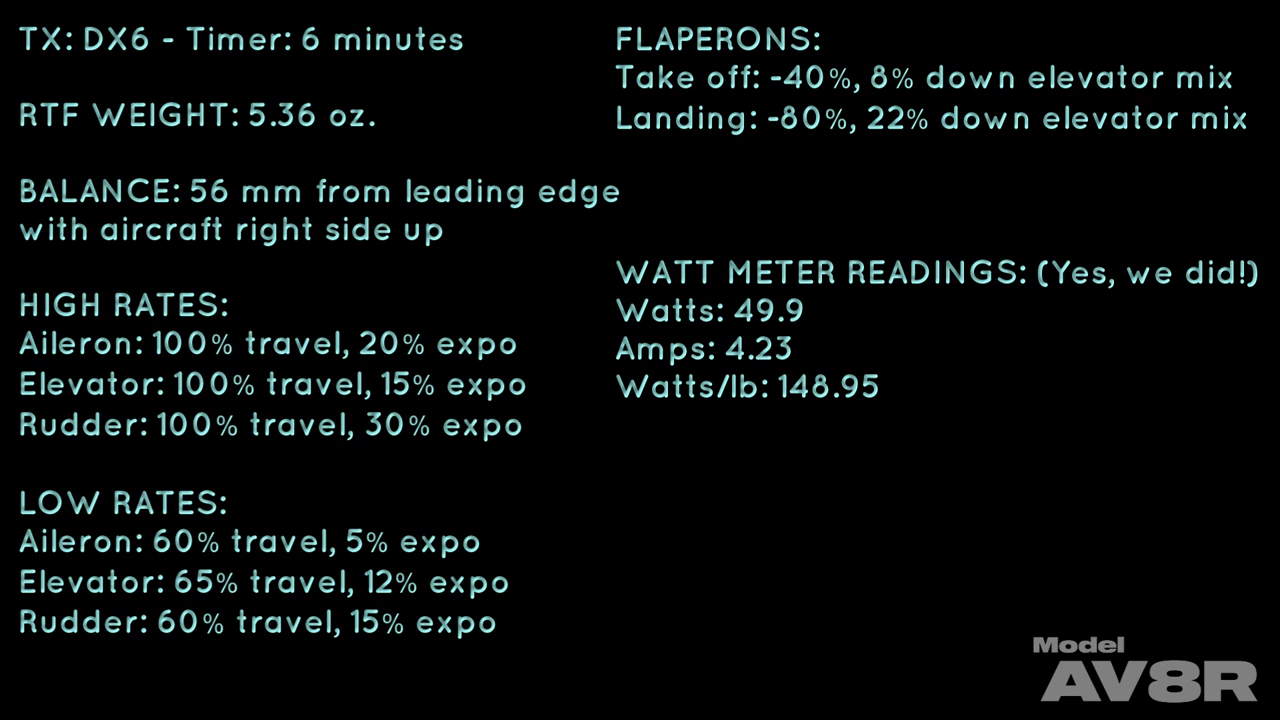 TX: DX6 - Timer: 6 minutes
RTF WEIGHT: 5.36 oz.
BALANCE: 56 mm from leading edge
with aircraft right side up
HIGH RATES:
Aileron: 100% travel, 20% expo
Elevator: 100% travel, 15% expo
Rudder: 100% travel, 30% expo
LOW RATES:
Aileron: 60% travel, 5% expo
Elevator: 65% travel, 12% expo
Rudder: 60% travel, 15% expo
FLAPERONS:
Take off: -40%, 8% down elevator mix
Landing: -80%, 22% down elevator mix
WATT METER READINGS: (Yes, we did!)
Watts: 49.9
Amps: 4.23
Watts/lb: 148.95
Model
AV8R